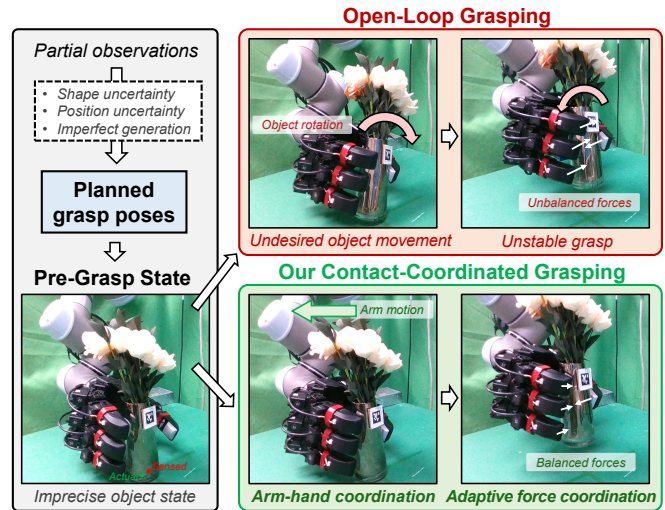 Partial observations
• Shape uncertainty
• Position uncertainty
• Imperfect generation
Planned
grasp poses
Pre-Grasp State
Actual
Sensed
Imprecise object state
Open-Loop Grasping
Object rotation
Undesired object movement
Unbalanced forces
Unstable grasp
Our Contact-Coordinated Grasping
Arm motion
Arm-hand coordination
Balanced forces
Adaptive force coordination